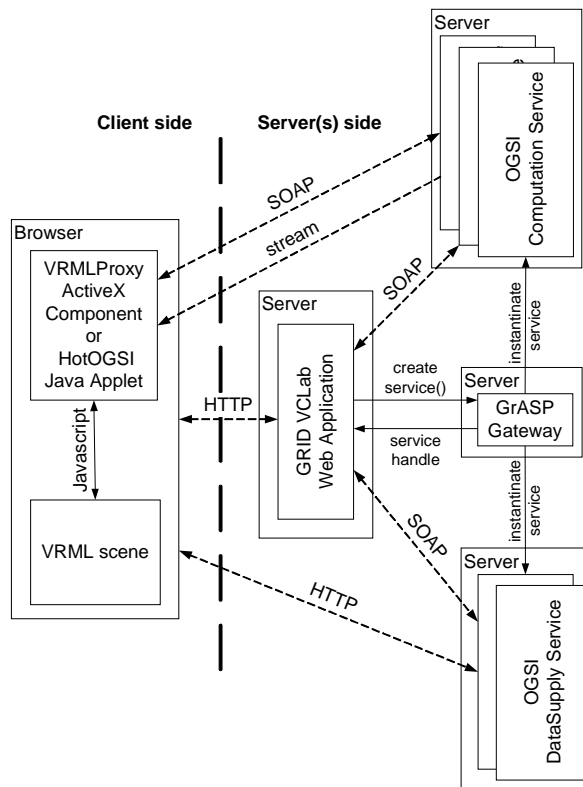 Client side
Server(s) side
Server
OGSI
Computation Service
SOAP
stream
Browser
VRMLProxy
ActiveX
Component
or
HotOGSI
Java Applet
Javascript
VRML scene
HTTP
Server
GRID VCLab
Web Application
SOAP
create
service()
service
handle
instantinate
service
Server
GrASP
Gateway
instantinate
service
SOAP
HTTP
Server
OGSI
DataSupply Service